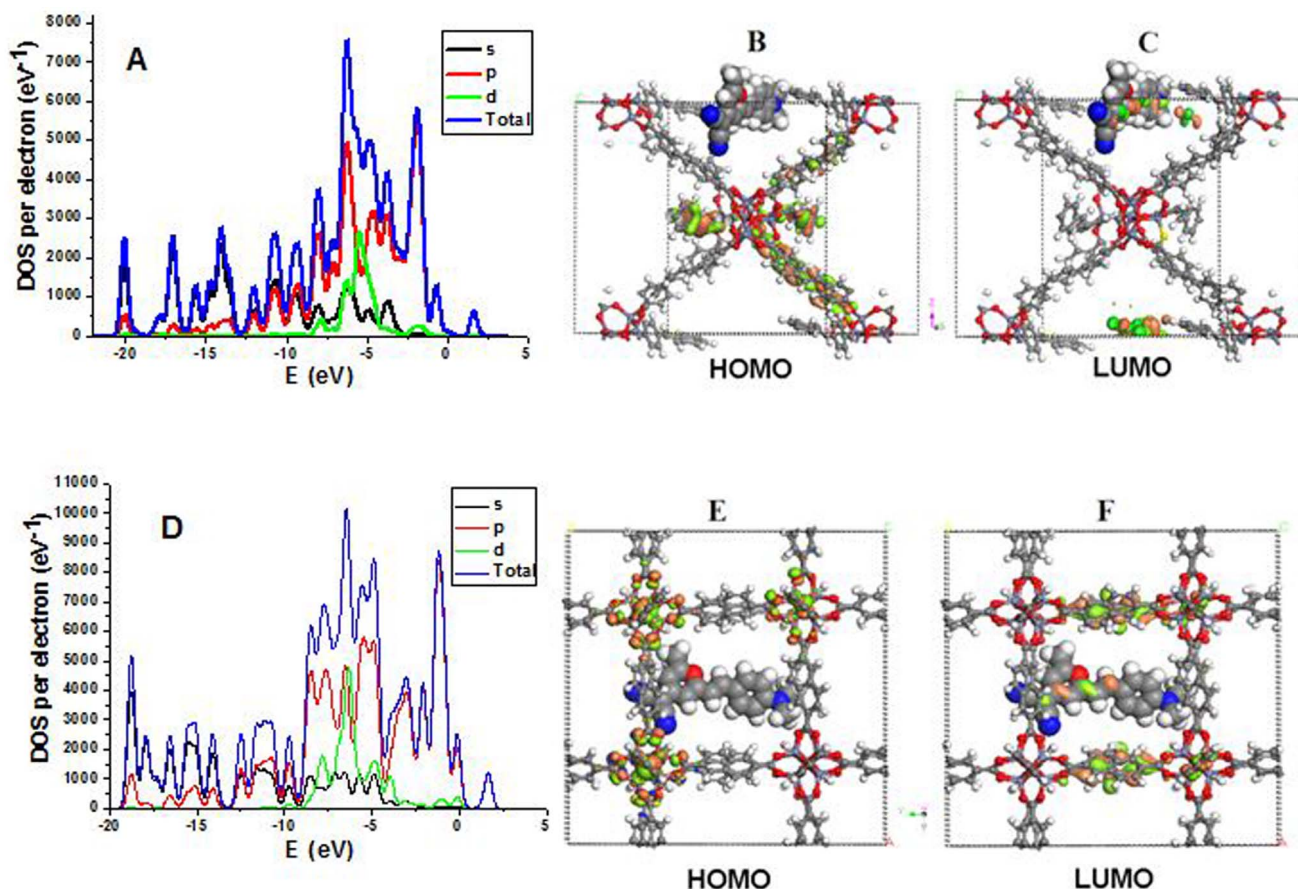 A
DOS per electron (eV⁻¹)
8000
7000
6000
5000
4000
3000
2000
1000
0
-20
-15
-10
-5
0
5
E (eV)
s
p
d
Total
B
HOMO
C
LUMO
D
DOS per electron (eV⁻¹)
11000
10000
9000
8000
7000
6000
5000
4000
3000
2000
1000
0
-20
-15
-10
-5
0
5
E (eV)
s
p
d
Total
E
HOMO
F
LUMO